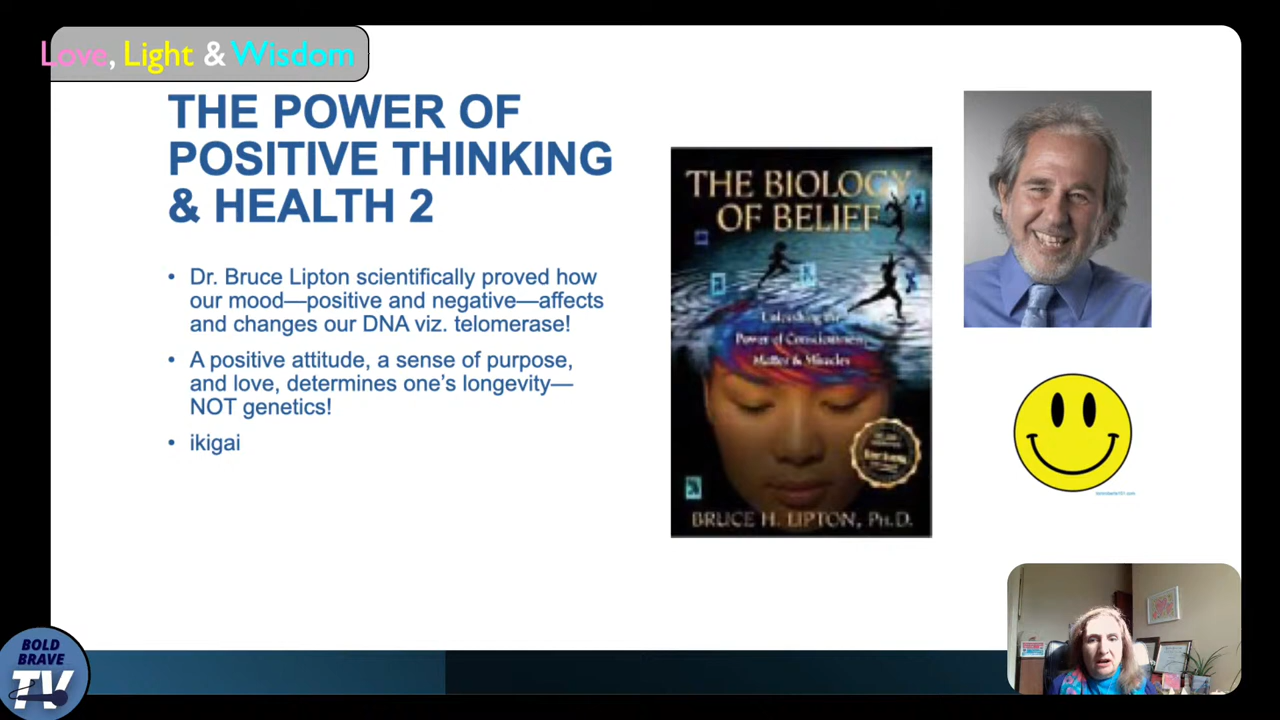 Love, Light & Wisdom
THE POWER OF
POSITIVE THINKING
& HEALTH 2
• Dr. Bruce Lipton scientifically proved how
our mood—positive and negative—affects
and changes our DNA viz. telomerase!
• A positive attitude, a sense of purpose,
and love, determines one's longevity—
NOT genetics!
• ikigai
THE BIOLOGY
OF BELIEF
Unleashing the
Power of Consciousness
Matter & Miracles
BRUCE H. LIPTON, PH.D.
BOLD
BRAVE
TV